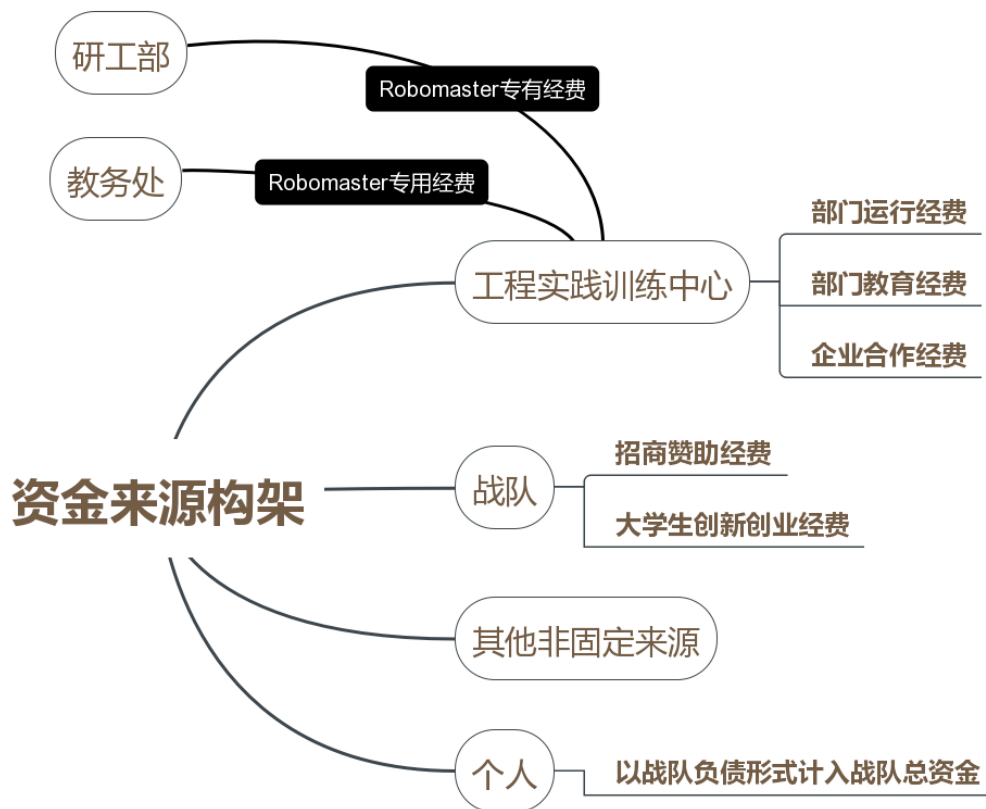 研工部
Robomaster专有经费
教务处
Robomaster专用经费
工程实践训练中心
部门运行经费
部门教育经费
企业合作经费
资金来源构架
战队
招商赞助经费
大学生创新创业经费
其他非固定来源
个人
以战队负债形式计入战队总资金